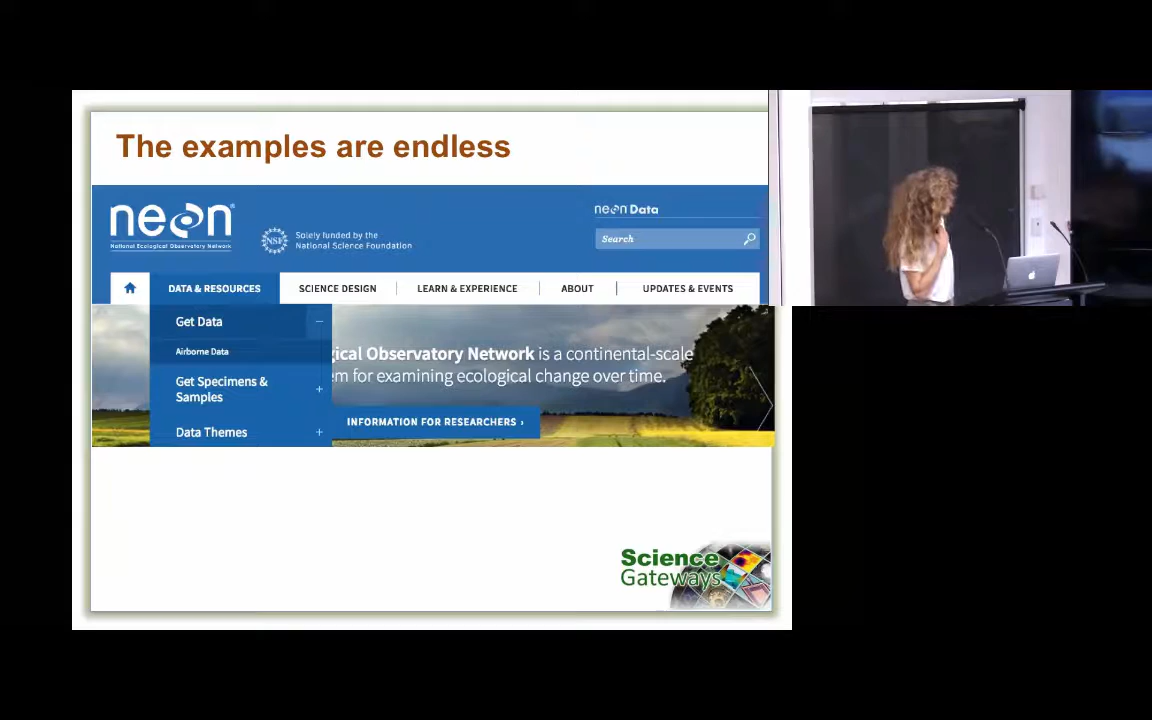 The examples are endless
neon
National Ecological Observatory Network
NSF
Solely funded by the
National Science Foundation
neon Data
Search
DATA & RESOURCES
SCIENCE DESIGN
LEARN & EXPERIENCE
ABOUT
UPDATES & EVENTS
Get Data
Airborne Data
Get Specimens &
Samples
Data Themes
gical Observatory Network is a continental-scale
em for examining ecological change over time.
INFORMATION FOR RESEARCHERS ›
Science
Gateways